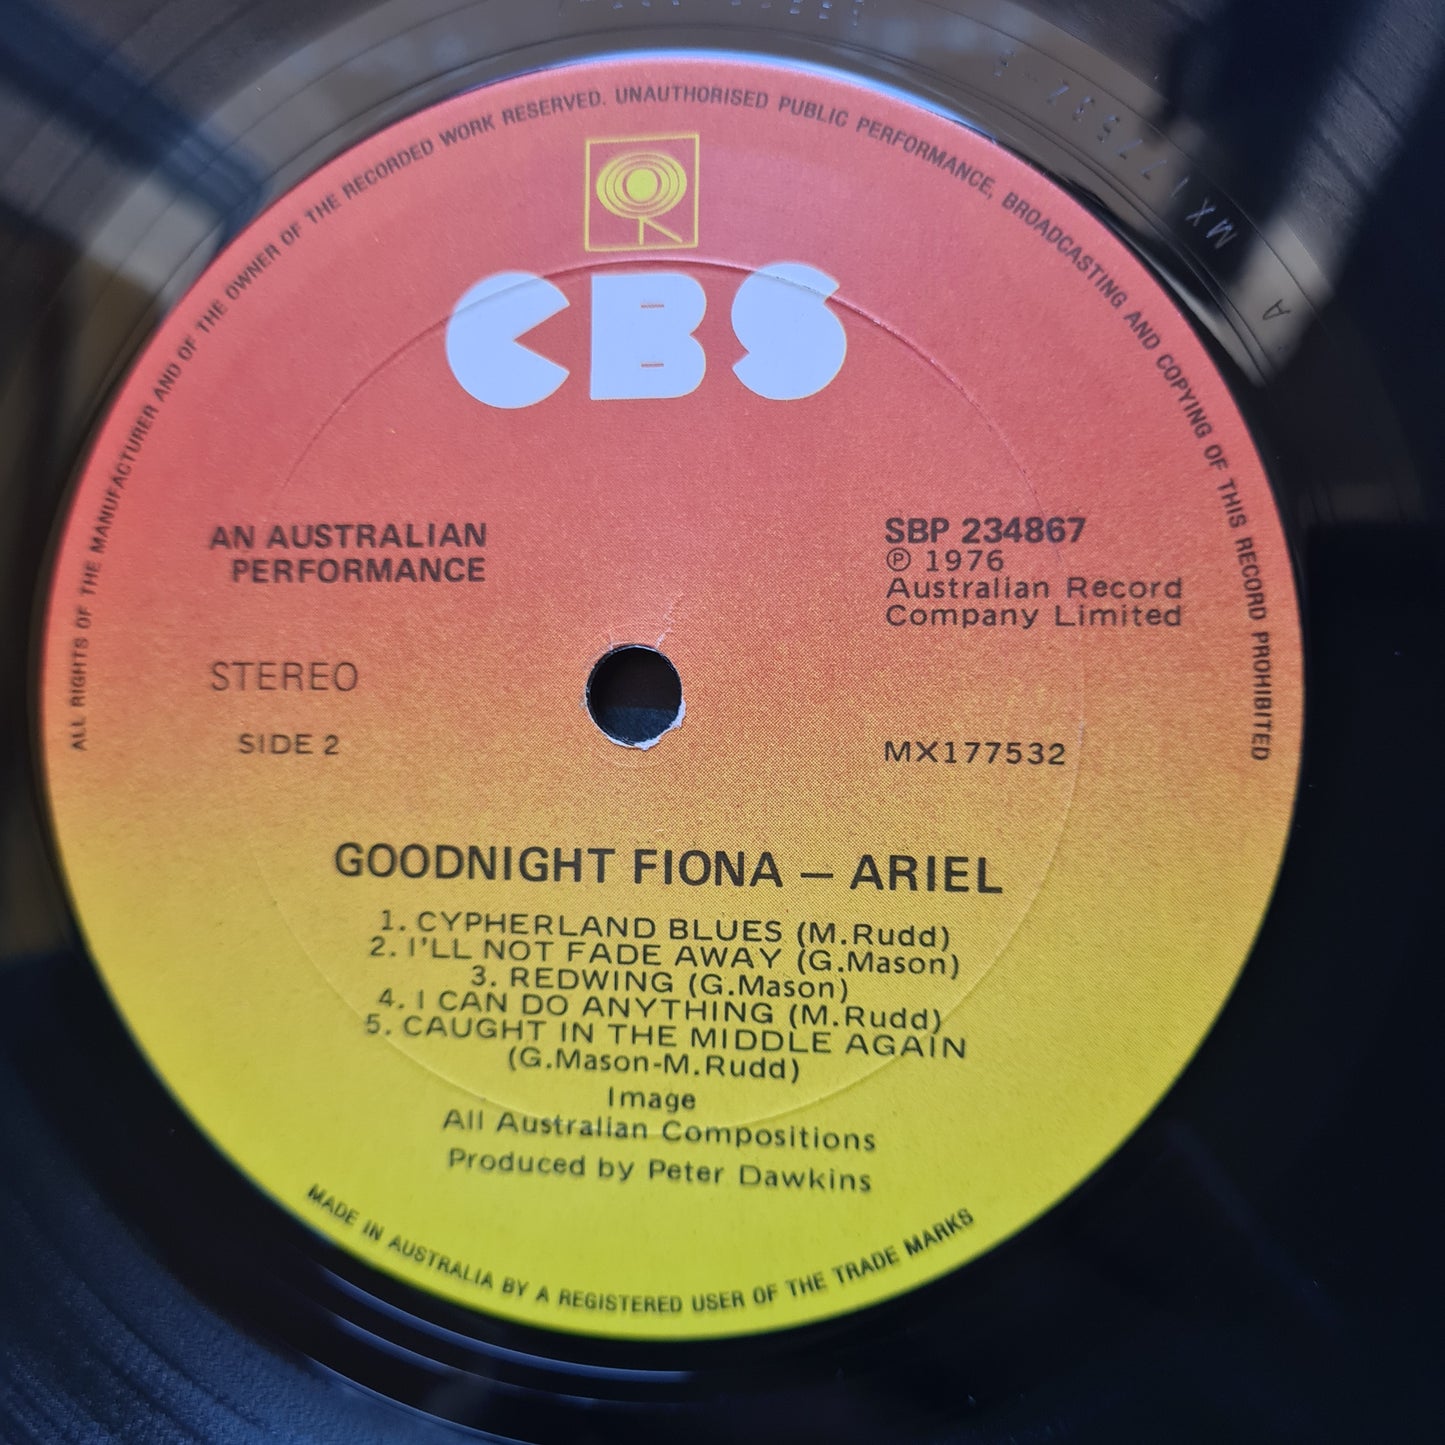 ALL RIGHTS OF THE MANUFACTURER AND OF THE OWNER OF THE RECORDED WORK RESERVED. UNAUTHORISED PUBLIC PERFORMANCE, BROADCASTING AND COPYING OF THIS RECORD PROHIBITED
CBS
AN AUSTRALIAN
PERFORMANCE
SBP 234867
℗ 1976
Australian Record
Company Limited
STEREO
SIDE 2
MX177532
GOODNIGHT FIONA – ARIEL
1. CYPHERLAND BLUES (M.Rudd)
2. I'LL NOT FADE AWAY (G.Mason)
3. REDWING (G.Mason)
4. I CAN DO ANYTHING (M.Rudd)
5. CAUGHT IN THE MIDDLE AGAIN
(G.Mason-M.Rudd)
Image
All Australian Compositions
Produced by Peter Dawkins
MADE IN AUSTRALIA BY A REGISTERED USER OF THE TRADE MARKS
A